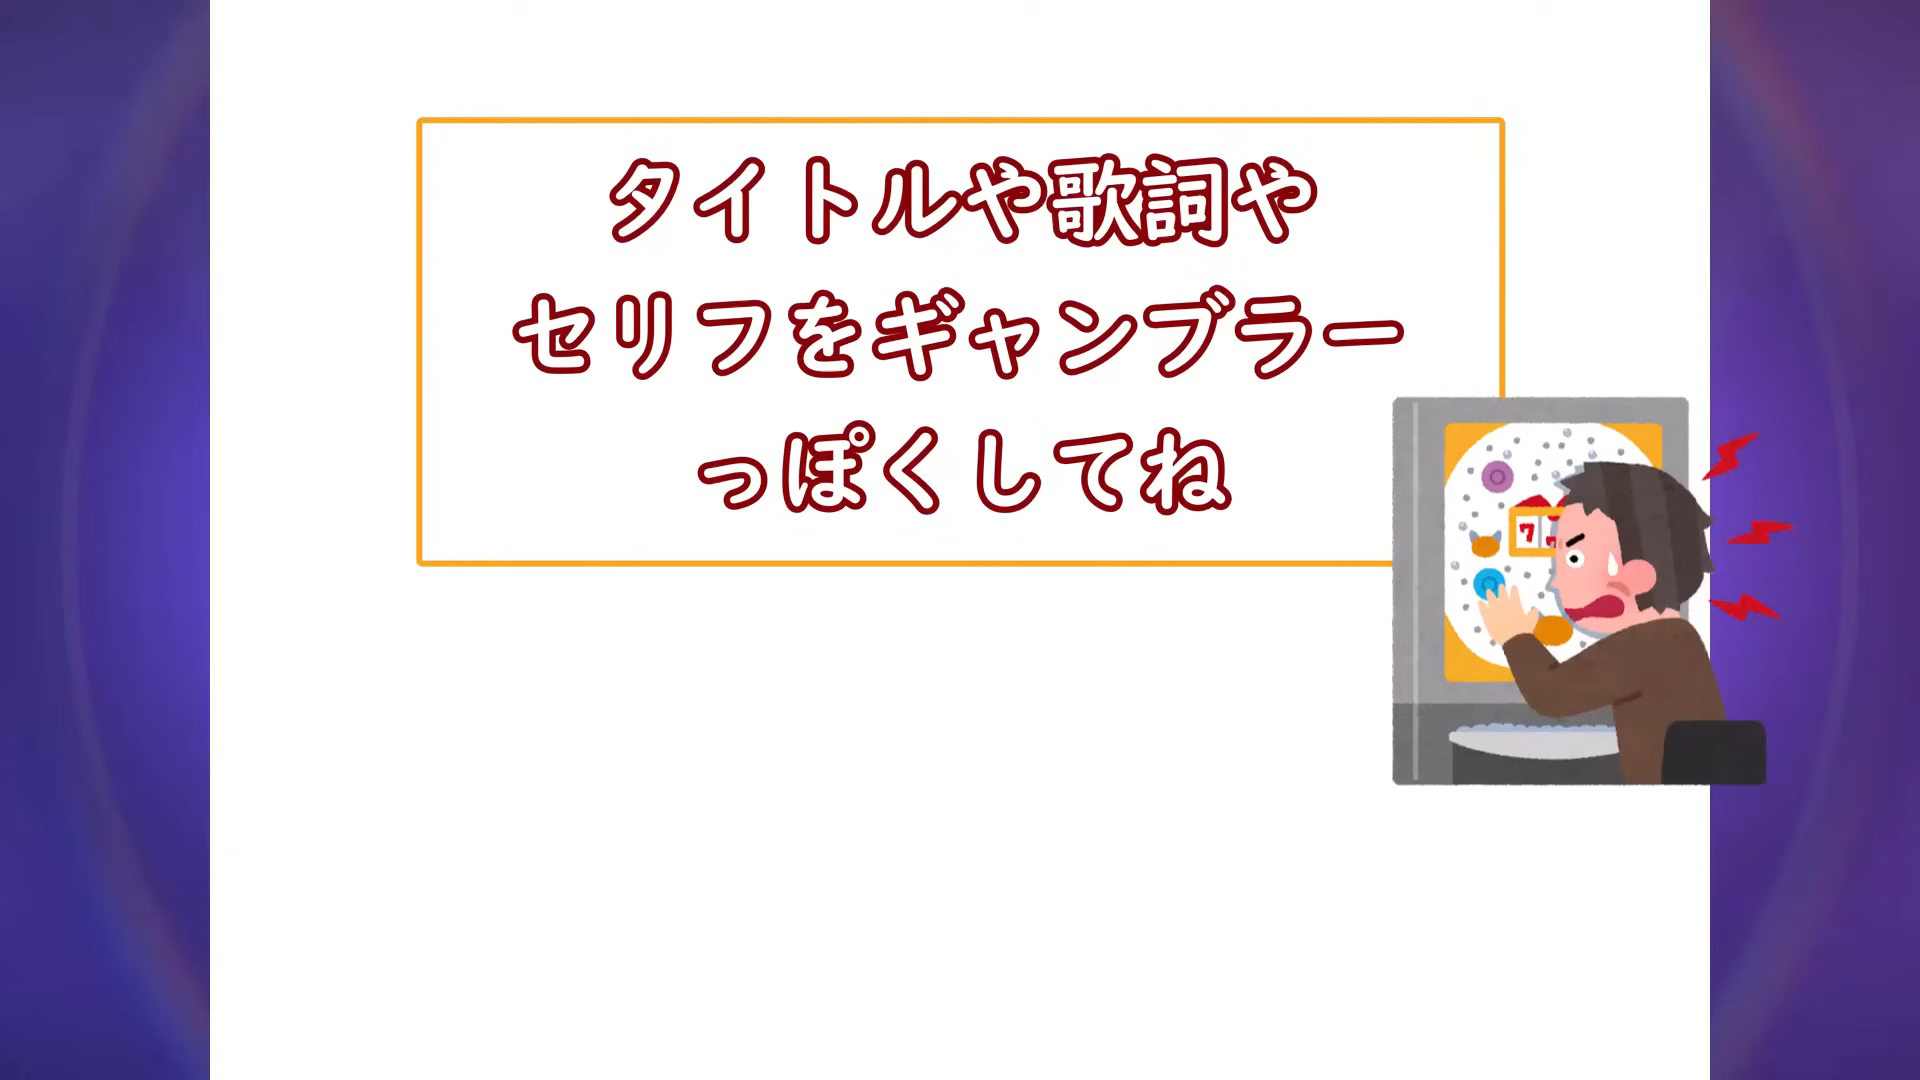 タイトルや歌詞や
セリフをギャンブラー
っぽくしてね
7